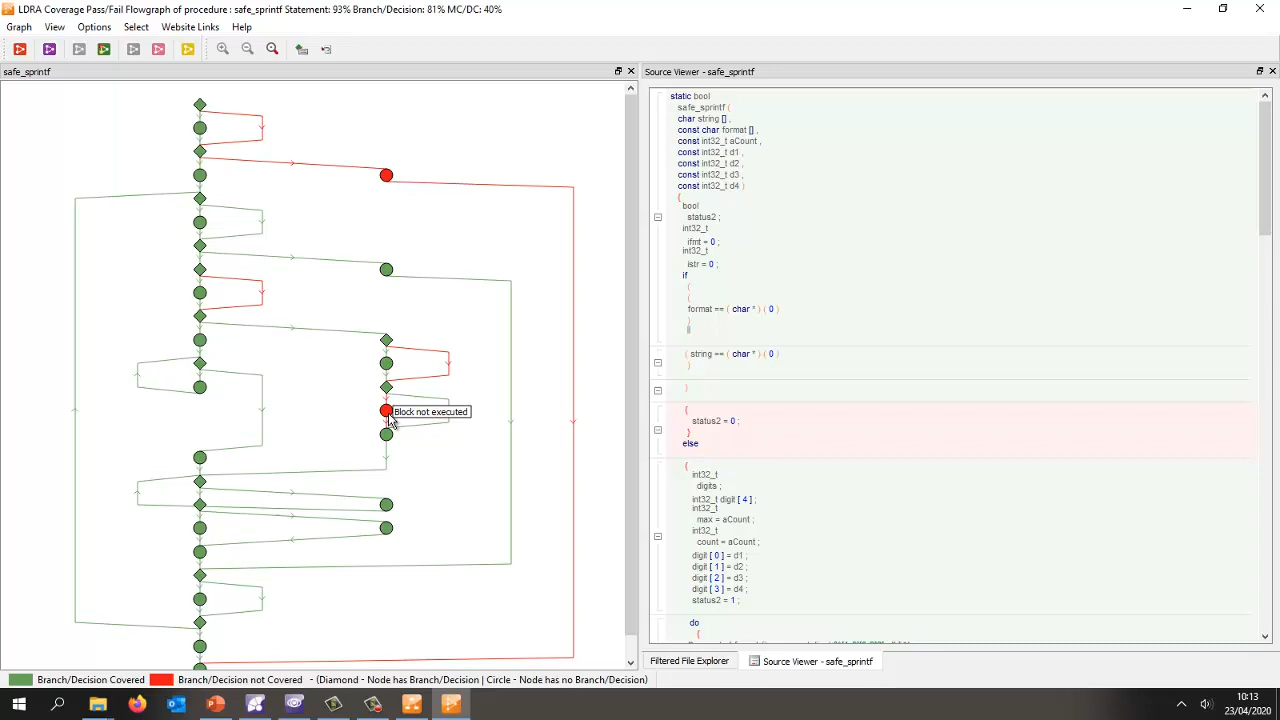 LDRA Coverage Pass/Fail Flowgraph of procedure : safe_sprintf Statement: 93% Branch/Decision: 81% MC/DC: 40%
Graph View Options Select Website Links Help
safe_sprintf
Source Viewer - safe_sprintf
static bool
safe_sprintf (
char string [] ,
const char format [] ,
const int32_t aCount ,
const int32_t d1 ,
const int32_t d2 ,
const int32_t d3 ,
const int32_t d4 )
{
bool
status2 ;
int32_t
ifmt = 0 ;
int32_t
istr = 0 ;
if
(
(
format == ( char * ) ( 0 )
)
||
( string == ( char * ) ( 0 )
)
)
{
status2 = 0 ;
}
else
{
int32_t
digits ;
int32_t digit [ 4 ] ;
int32_t
max = aCount ;
int32_t
count = aCount ;
digit [ 0 ] = d1 ;
digit [ 1 ] = d2 ;
digit [ 2 ] = d3 ;
digit [ 3 ] = d4 ;
status2 = 1 ;
do
{
Block not executed
Filtered File Explorer
Source Viewer - safe_sprintf
Branch/Decision Covered
Branch/Decision not Covered - (Diamond - Node has Branch/Decision | Circle - Node has no Branch/Decision)
10:13
23/04/2020